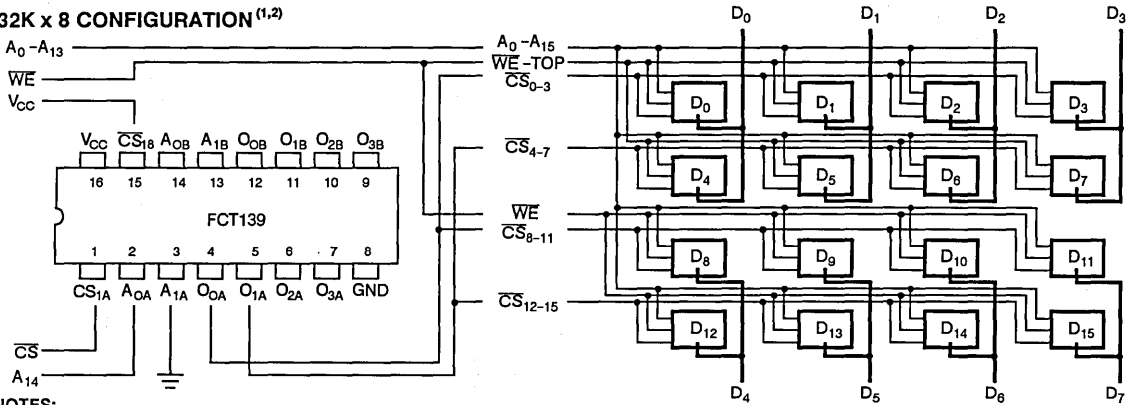 32K x 8 CONFIGURATION (1,2)
A0 –A13
WE
VCC
VCC CS18 A0B A1B O0B O1B O2B O3B
16 15 14 13 12 11 10 9
FCT139
1 2 3 4 5 6 7 8
CS1A A0A A1A O0A O1A O2A O3A GND
CS
A14
A0 –A15
WE –TOP
CS0-3
CS4-7
WE
CS8-11
CS12-15
D0 D1 D2 D3
D0 D1 D2 D3
D4 D5 D6 D7
D8 D9 D10 D11
D12 D13 D14 D15
D4 D5 D6 D7